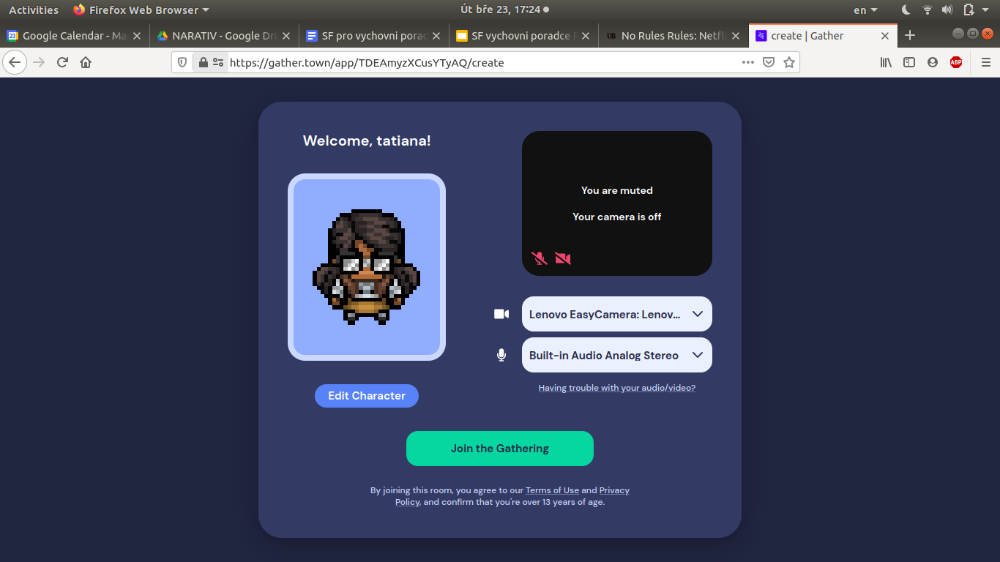 Activities Firefox Web Browser Út bře 23, 17:24 en
Google Calendar - Ma
NARATIV - Google Dri
SF pro vychovni porad
SF vychovni poradce
UB No Rules Rules: Netfli
create | Gather
https://gather.town/app/TDEAmyzXCusYTyAQ/create
ABP
Welcome, tatiana!
You are muted
Your camera is off
Lenovo EasyCamera: Lenov...
Built-in Audio Analog Stereo
Having trouble with your audio/video?
Edit Character
Join the Gathering
By joining this room, you agree to our Terms of Use and Privacy
Policy, and confirm that you're over 13 years of age.